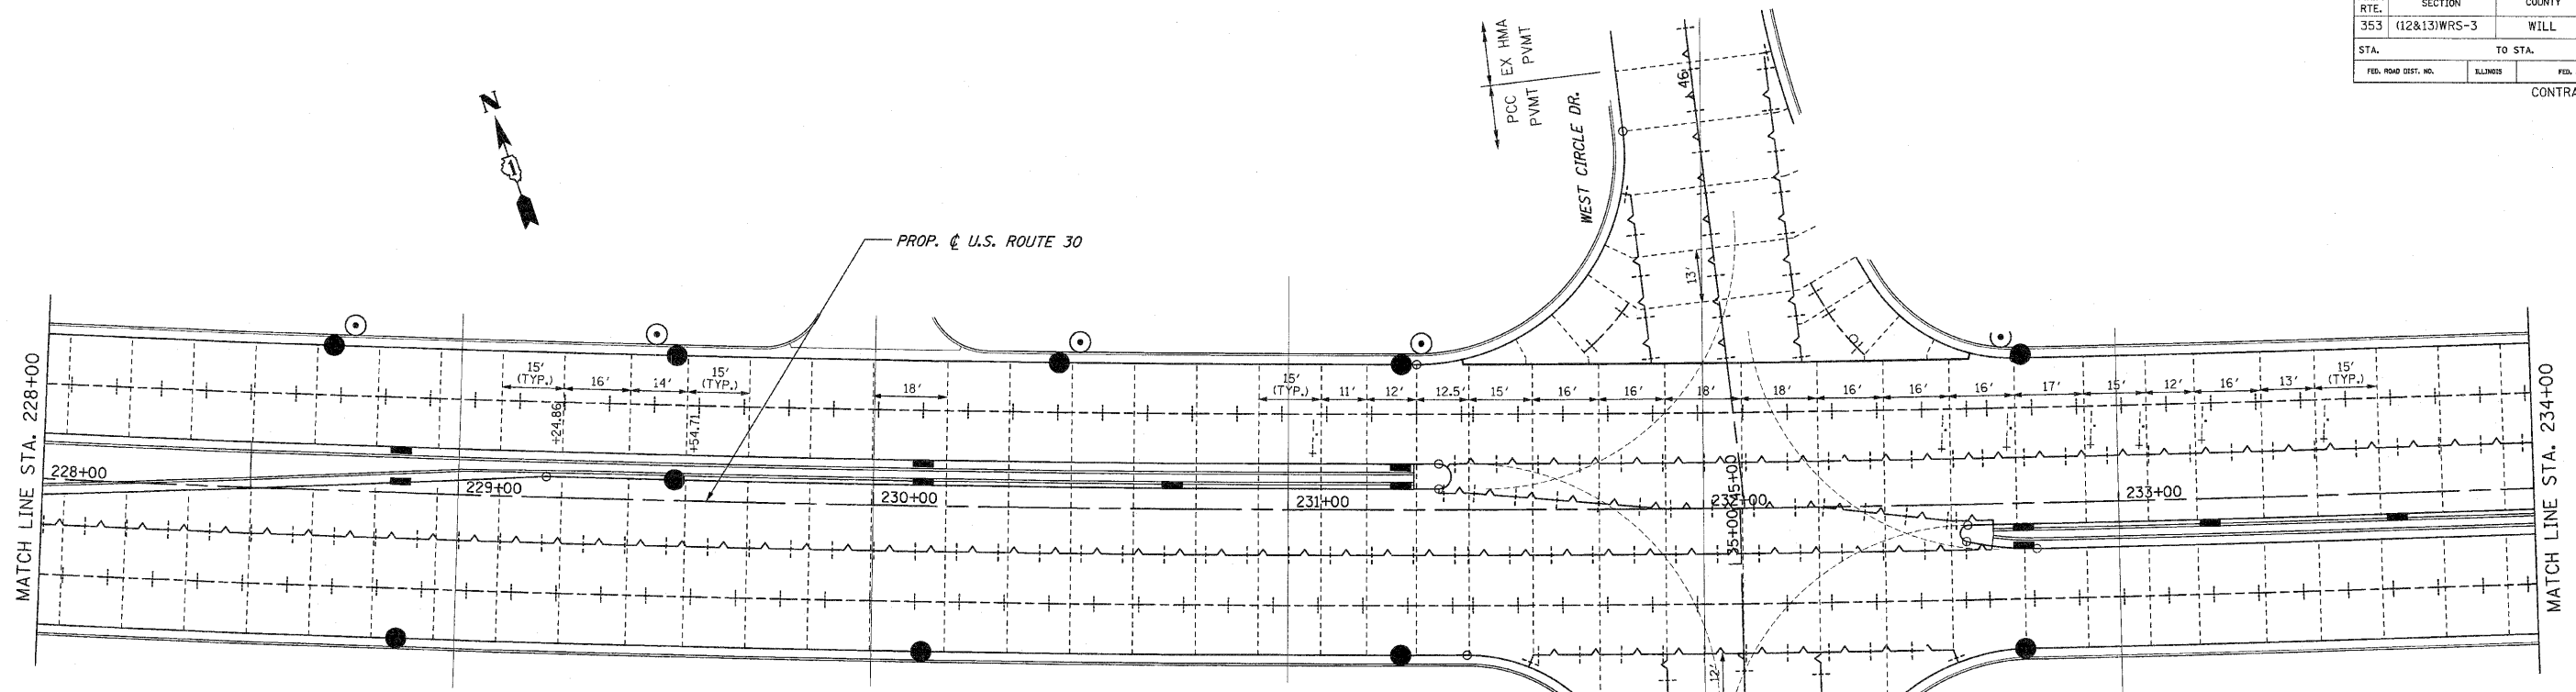 RTE. SECTION COUNTY
353 (12&13)WRS-3 WILL
STA. TO STA.
FED. ROAD DIST. NO. ILLINOIS FED.
CONTRA
EX HMA
PVMT
PCC
PVMT
WEST CIRCLE DR.
46'
N
1
PROP. ℄ U.S. ROUTE 30
13'
MATCH LINE STA. 228+00
15'
(TYP.)
16'
14'
15'
(TYP.)
18'
15'
(TYP.)
11'
12'
12.5'
15'
16'
16'
18'
18'
16'
16'
16'
17'
15'
12'
16'
13'
15'
(TYP.)
+24.86
+54.71
228+00
229+00
230+00
231+00
233+00
12'
MATCH LINE STA. 234+00